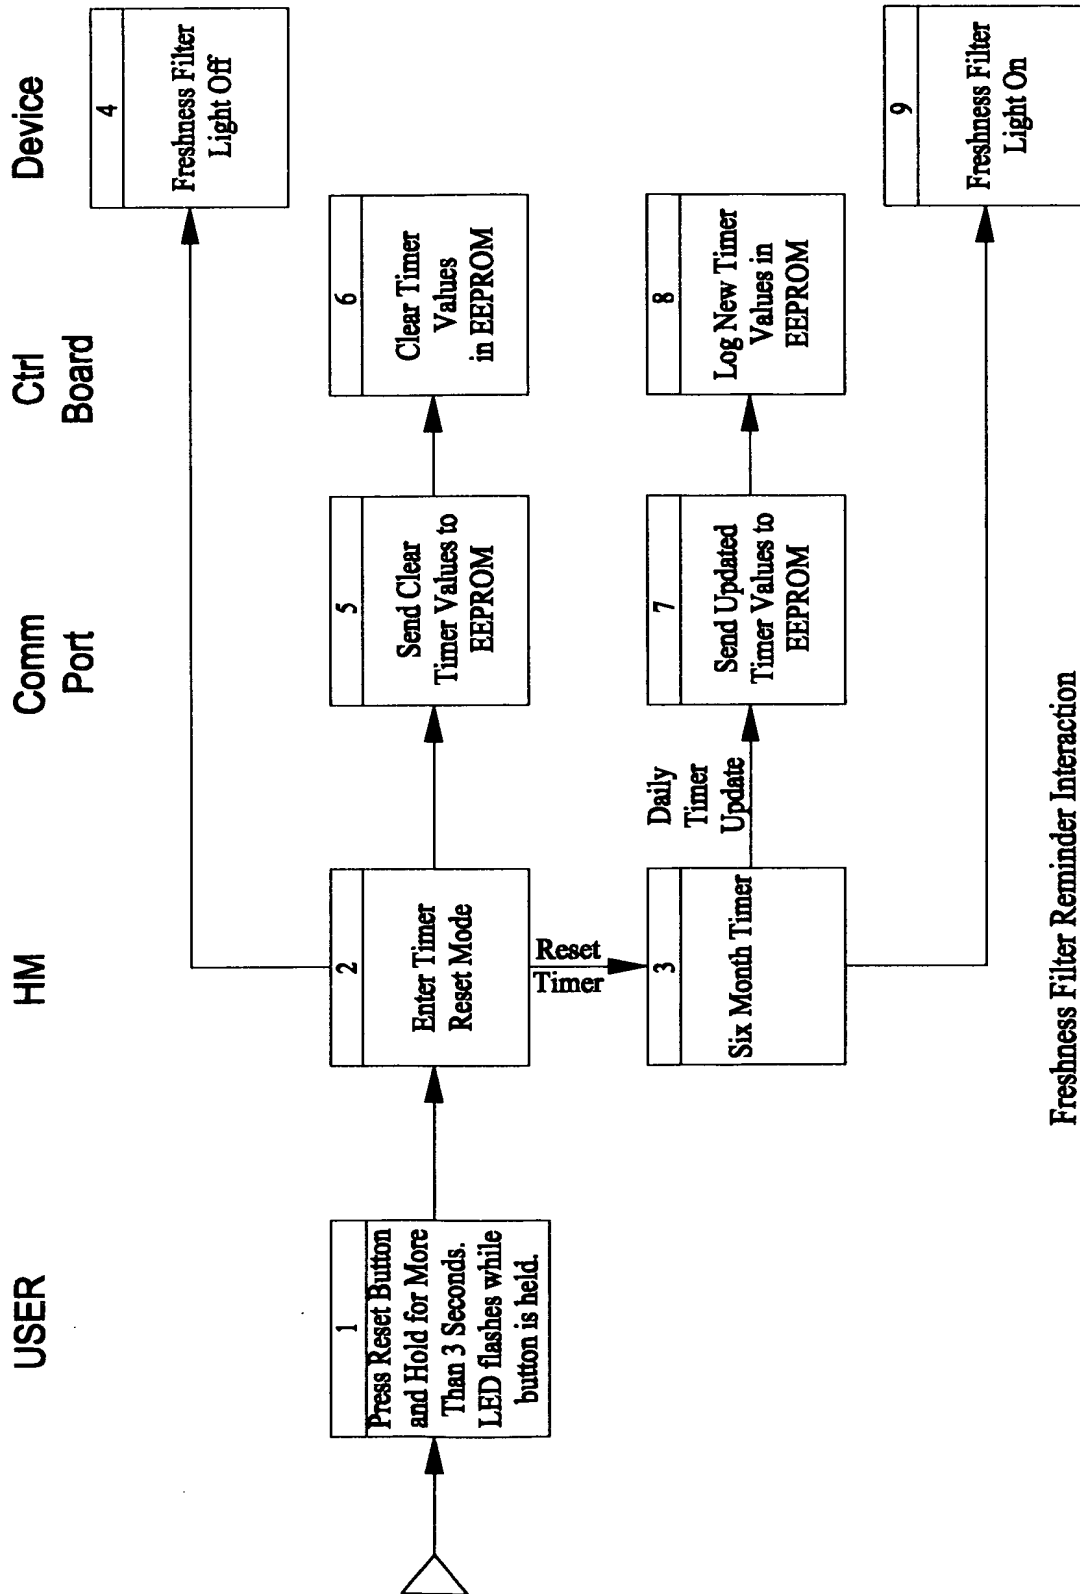 USER
HM
Comm
Port
Ctrl
Board
Device
4
Freshness Filter
Light Off
1
Press Reset Button
and Hold for More
Than 3 Seconds.
LED flashes while
button is held.
2
Enter Timer
Reset Mode
5
Send Clear
Timer Values to
EEPROM
6
Clear Timer
Values
in EEPROM
Reset
Timer
3
Six Month Timer
Daily
Timer
Update
7
Send Updated
Timer Values to
EEPROM
8
Log New Timer
Values in
EEPROM
9
Freshness Filter
Light On
Freshness Filter Reminder Interaction